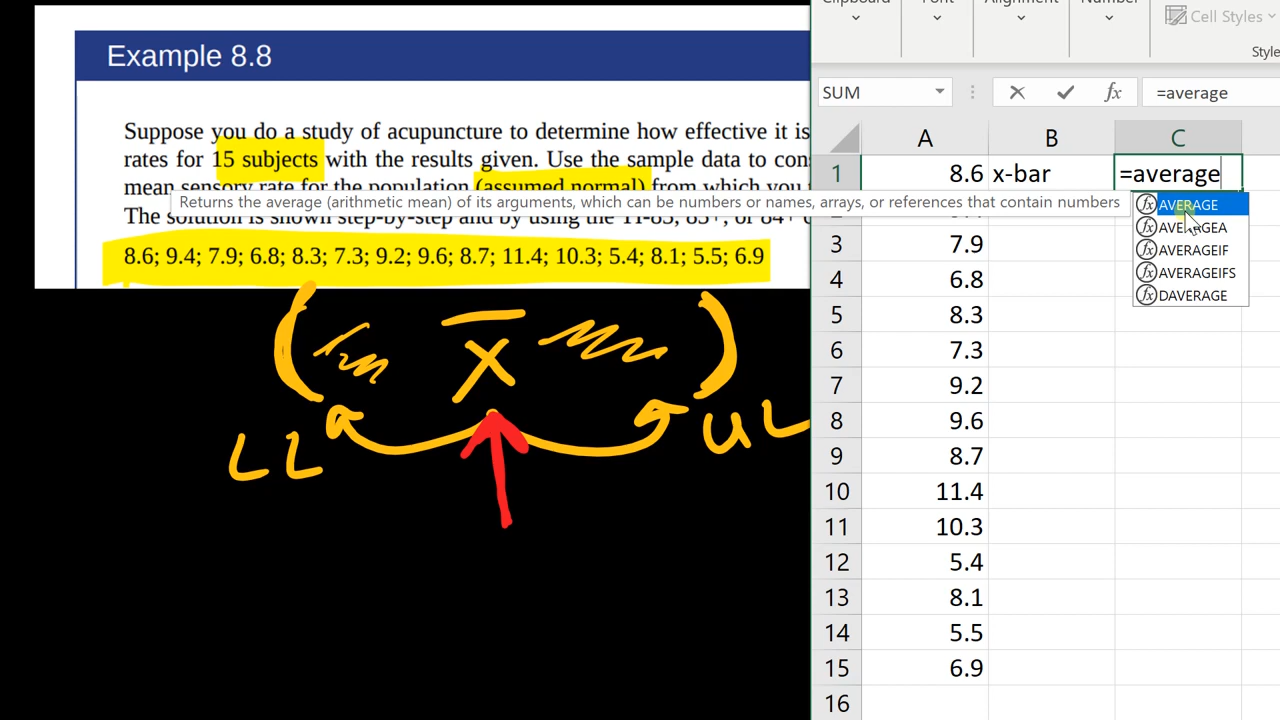 Clipboard
Font
Alignment
Number
Cell Styles
Style
Example 8.8
SUM
fx
=average
Suppose you do a study of acupuncture to determine how effective it is
rates for 15 subjects with the results given. Use the sample data to con
mean sensory rate for the population (assumed normal) from which you
Returns the average (arithmetic mean) of its arguments, which can be numbers or names, arrays, or references that contain numbers
The solution is shown step-by-step and by using the TI-83, 83+, or 84+
8.6; 9.4; 7.9; 6.8; 8.3; 7.3; 9.2; 9.6; 8.7; 11.4; 10.3; 5.4; 8.1; 5.5; 6.9
( x̄ )
LL
UL
A B C
1 8.6 x-bar =average
AVERAGE
AVERAGEA
AVERAGEIF
AVERAGEIFS
DAVERAGE
3 7.9
4 6.8
5 8.3
6 7.3
7 9.2
8 9.6
9 8.7
10 11.4
11 10.3
12 5.4
13 8.1
14 5.5
15 6.9
16